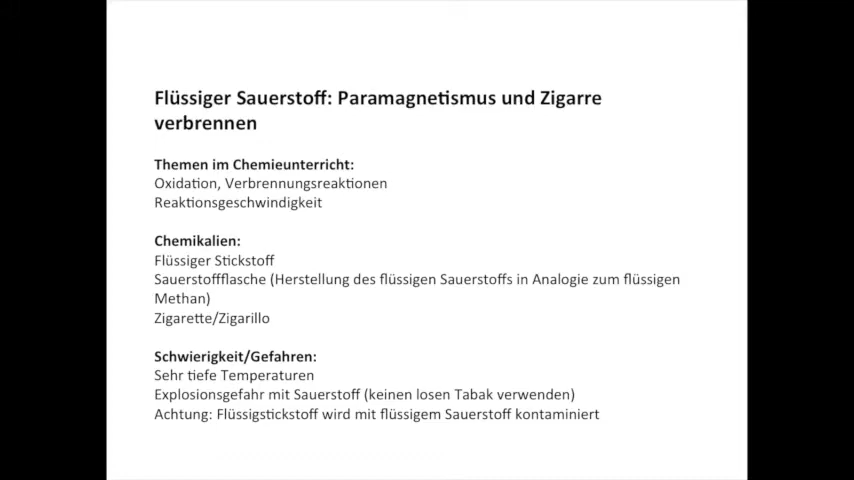 Flüssiger Sauerstoff: Paramagnetismus und Zigarre
verbrennen
Themen im Chemieunterricht:
Oxidation, Verbrennungsreaktionen
Reaktionsgeschwindigkeit
Chemikalien:
Flüssiger Stickstoff
Sauerstoffflasche (Herstellung des flüssigen Sauerstoffs in Analogie zum flüssigen
Methan)
Zigarette/Zigarillo
Schwierigkeit/Gefahren:
Sehr tiefe Temperaturen
Explosionsgefahr mit Sauerstoff (keinen losen Tabak verwenden)
Achtung: Flüssigstickstoff wird mit flüssigem Sauerstoff kontaminiert